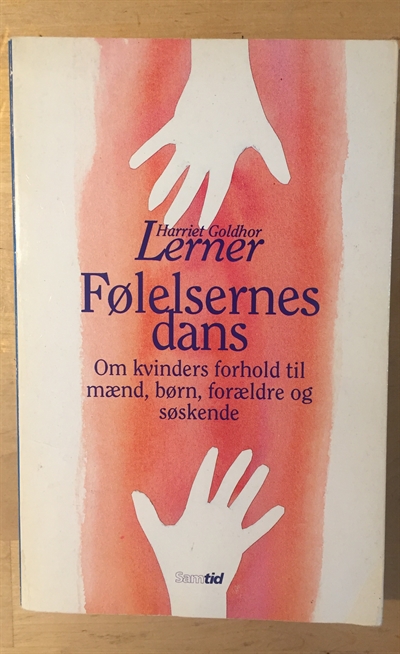 Harriet Goldhor
Lerner
Følelsernes
dans
Om kvinders forhold til
mænd, børn, forældre og
søskende
Samtid